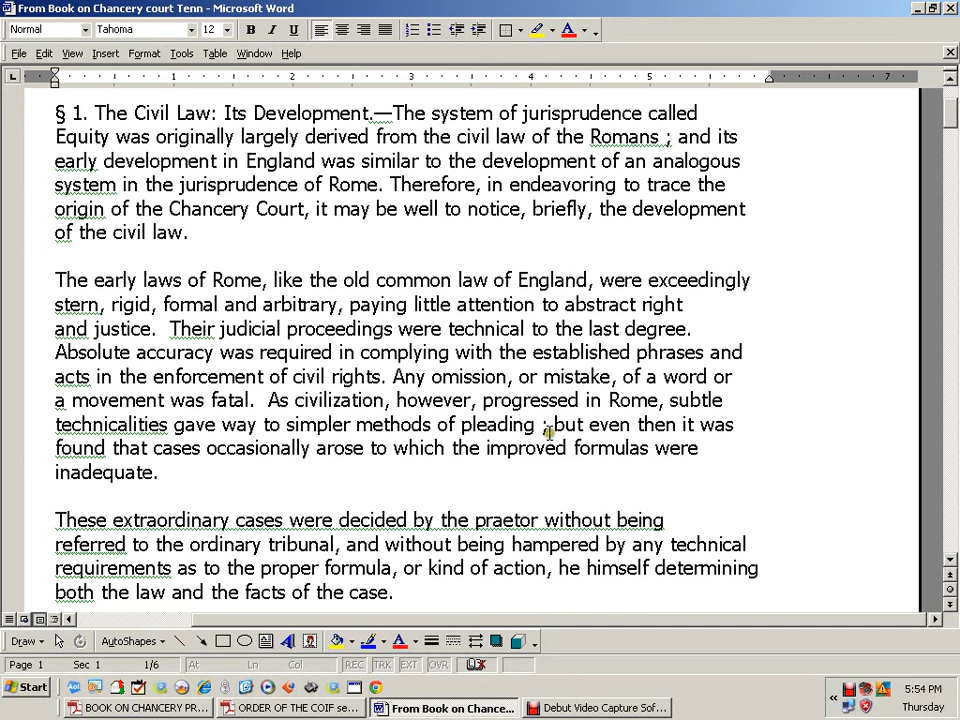 From Book on Chancery court Tenn - Microsoft Word
Normal Tahoma 12 B I U A
File Edit View Insert Format Tools Table Window Help
L 1 2 3 4 5 7
§ 1. The Civil Law: Its Development.—The system of jurisprudence called
Equity was originally largely derived from the civil law of the Romans ; and its
early development in England was similar to the development of an analogous
system in the jurisprudence of Rome. Therefore, in endeavoring to trace the
origin of the Chancery Court, it may be well to notice, briefly, the development
of the civil law.
The early laws of Rome, like the old common law of England, were exceedingly
stern, rigid, formal and arbitrary, paying little attention to abstract right
and justice.  Their judicial proceedings were technical to the last degree.
Absolute accuracy was required in complying with the established phrases and
acts in the enforcement of civil rights. Any omission, or mistake, of a word or
a movement was fatal.  As civilization, however, progressed in Rome, subtle
technicalities gave way to simpler methods of pleading ; but even then it was
found that cases occasionally arose to which the improved formulas were
inadequate.
These extraordinary cases were decided by the praetor without being
referred to the ordinary tribunal, and without being hampered by any technical
requirements as to the proper formula, or kind of action, he himself determining
both the law and the facts of the case.
Draw AutoShapes A
Page 1 Sec 1 1/6 At Ln Col REC TRK EXT OVR
Start 5:54 PM
BOOK ON CHANCERY PR... ORDER OF THE COIF se... From Book on Chance... Debut Video Capture Sof... Thursday